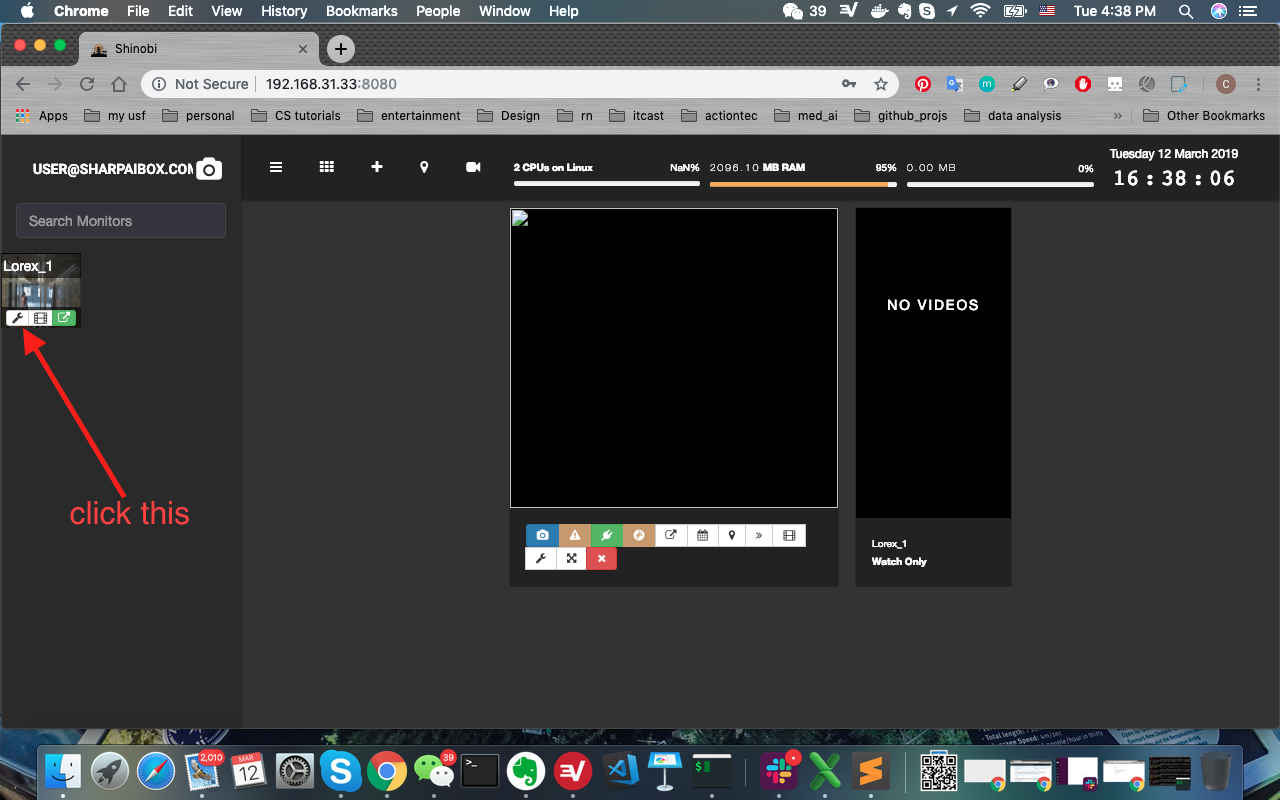 Chrome File Edit View History Bookmarks People Window Help 39 Tue 4:38 PM
Shinobi
Not Secure 192.168.31.33:8080 C
Apps my usf personal CS tutorials entertainment Design rn itcast actiontec med_ai github_projs data analysis » Other Bookmarks
USER@SHARPAIBOX.COM
2 CPUs on Linux NaN% 2096.10 MB RAM 95% 0.00 MB 0%
Tuesday 12 March 2019
16:38:06
Search Monitors
Lorex_1
NO VIDEOS
click this
Lorex_1
Watch Only
2,010
MAR
12
39